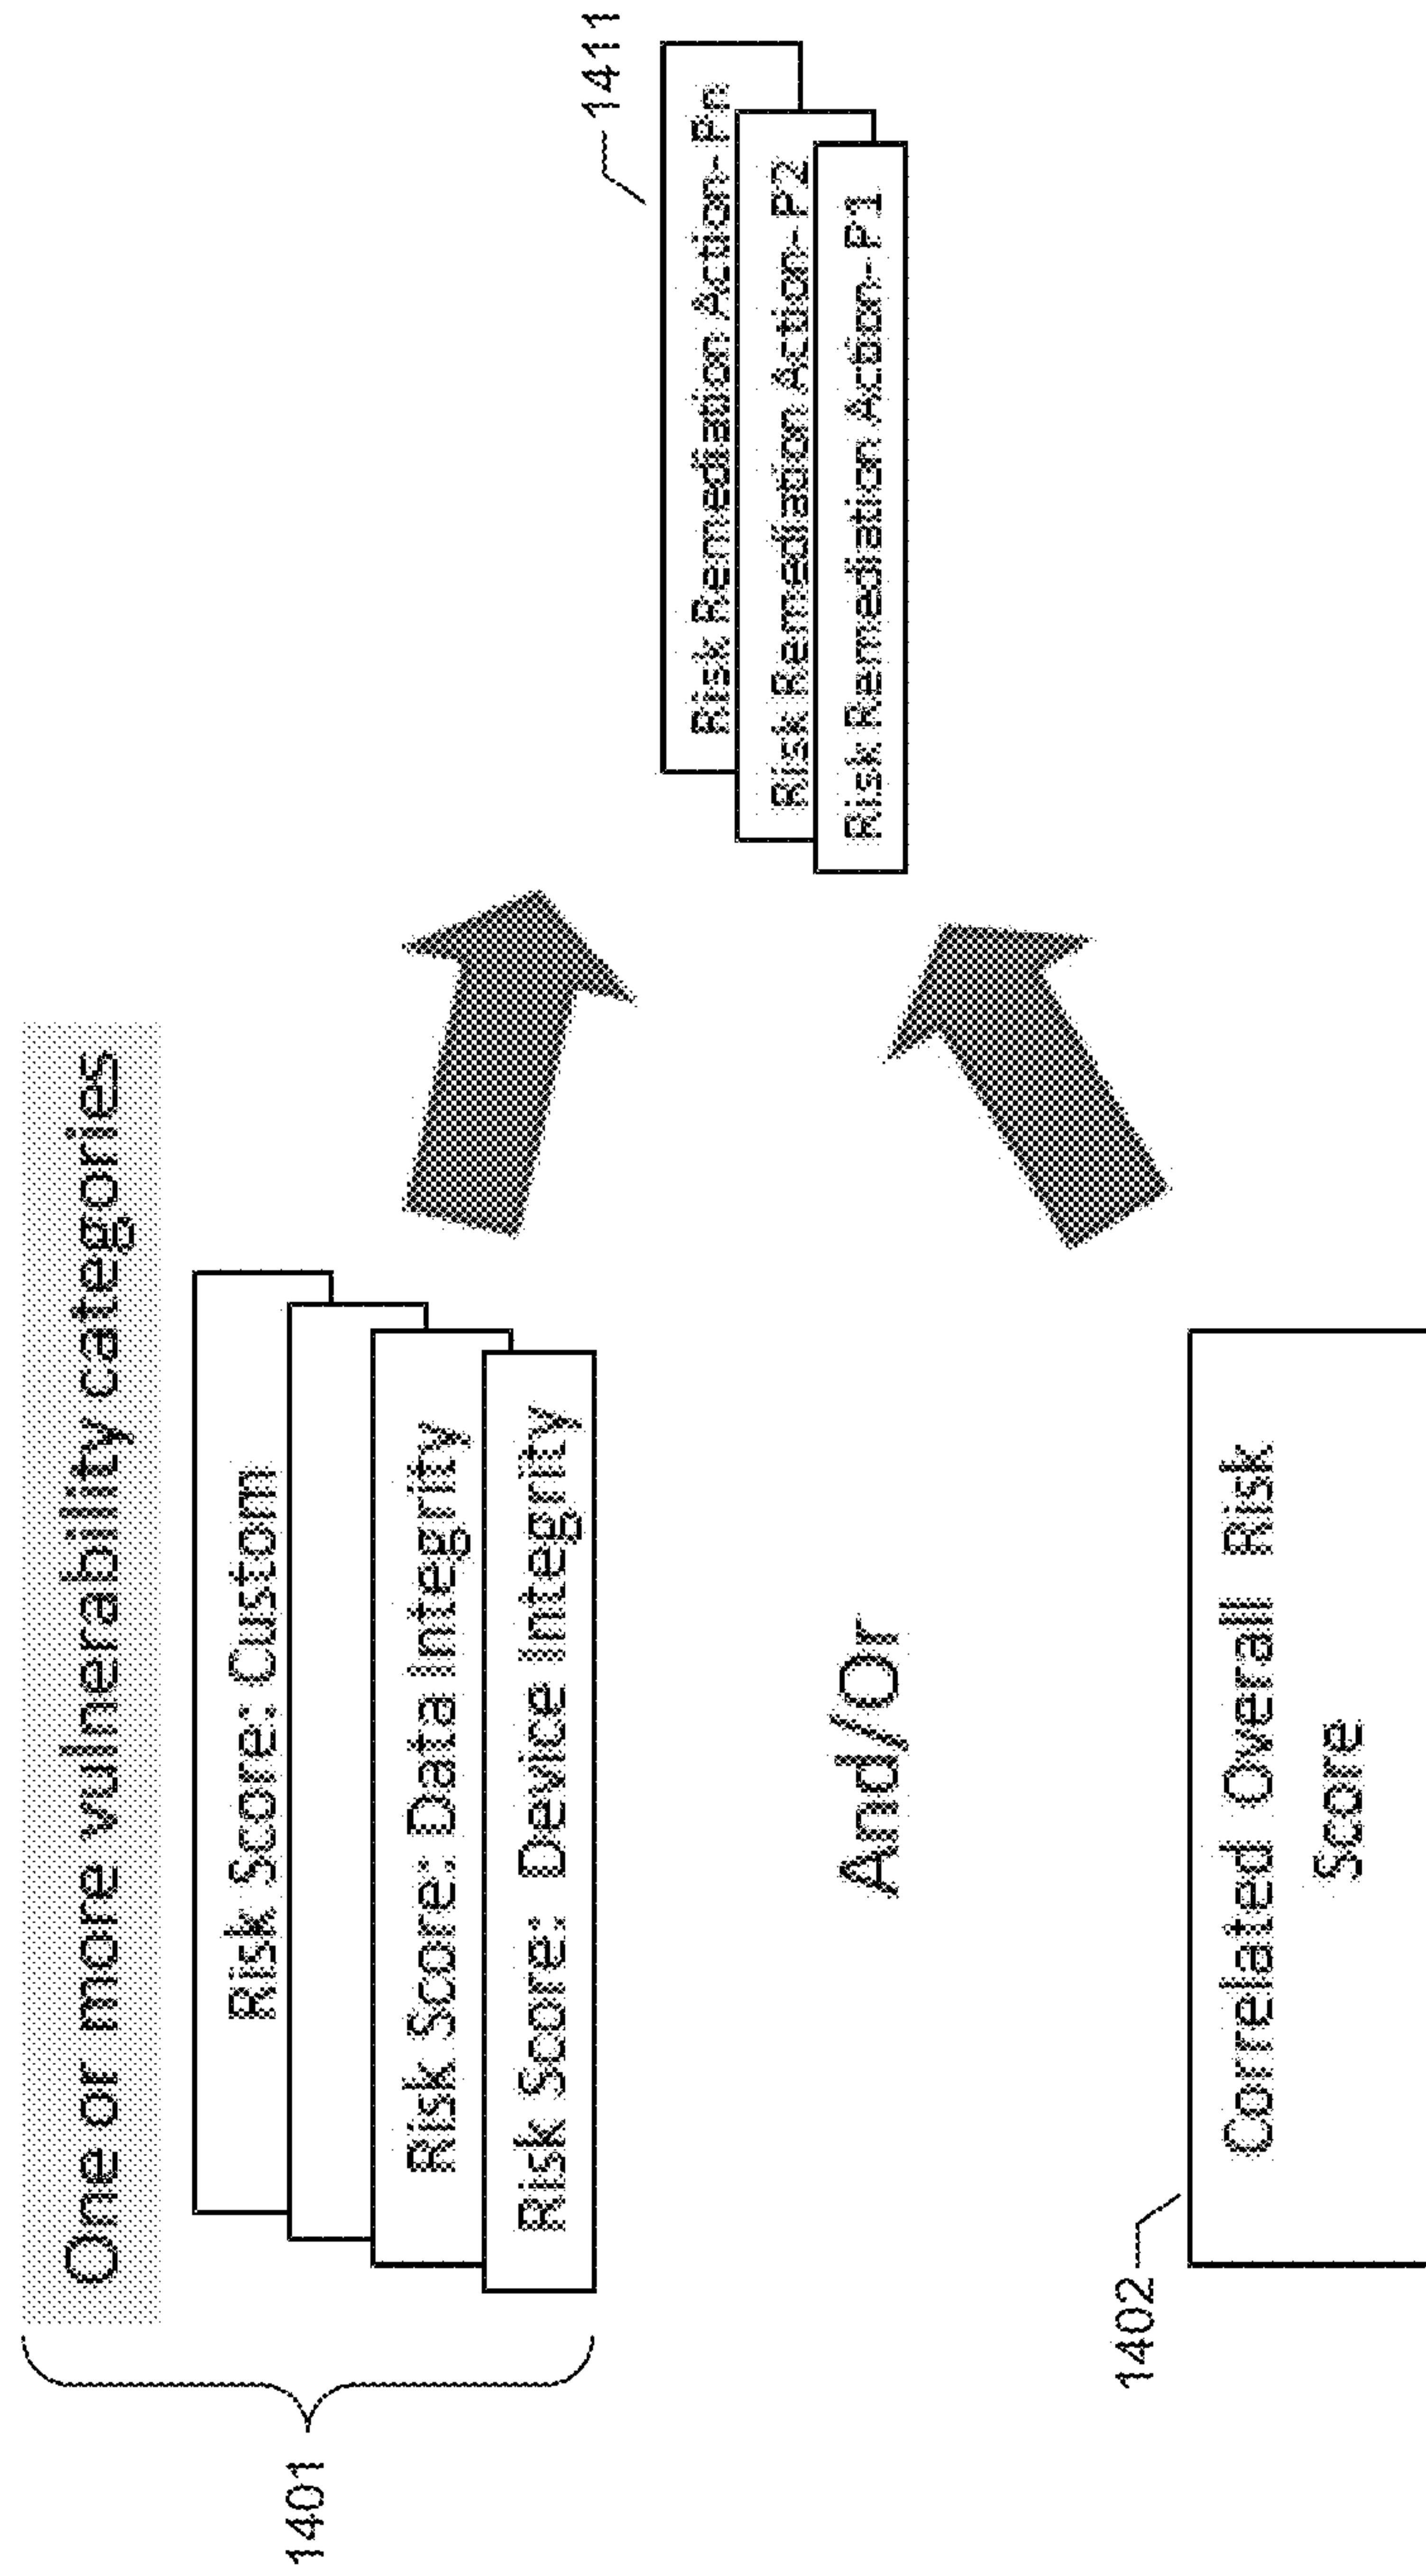 One or more vulnerability categories
Risk Score: Custom
Risk Score: Data Integrity
Risk Score: Device Integrity
1401
And/Or
1402
Correlated Overall Risk
Score
1411
Risk Remediation Action-Pn
Risk Remediation Action-P2
Risk Remediation Action-P1